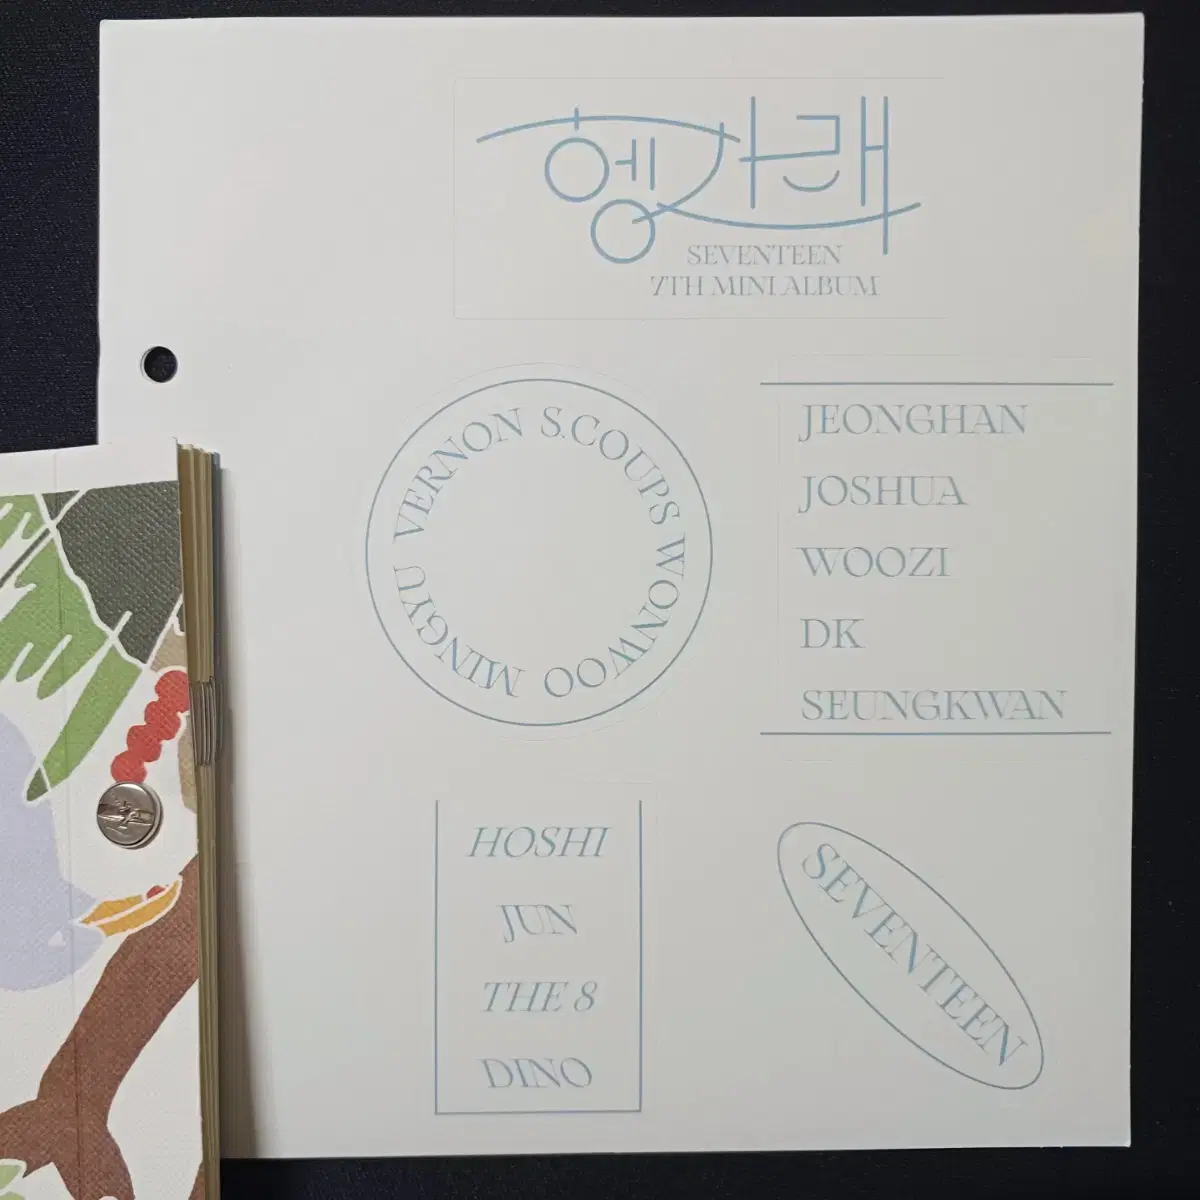 헹가래
SEVENTEEN
7TH MINI ALBUM
VERNON S.COUPS WONWOO MINGYU
JEONGHAN
JOSHUA
WOOZI
DK
SEUNGKWAN
HOSHI
JUN
THE 8
DINO
SEVENTEEN